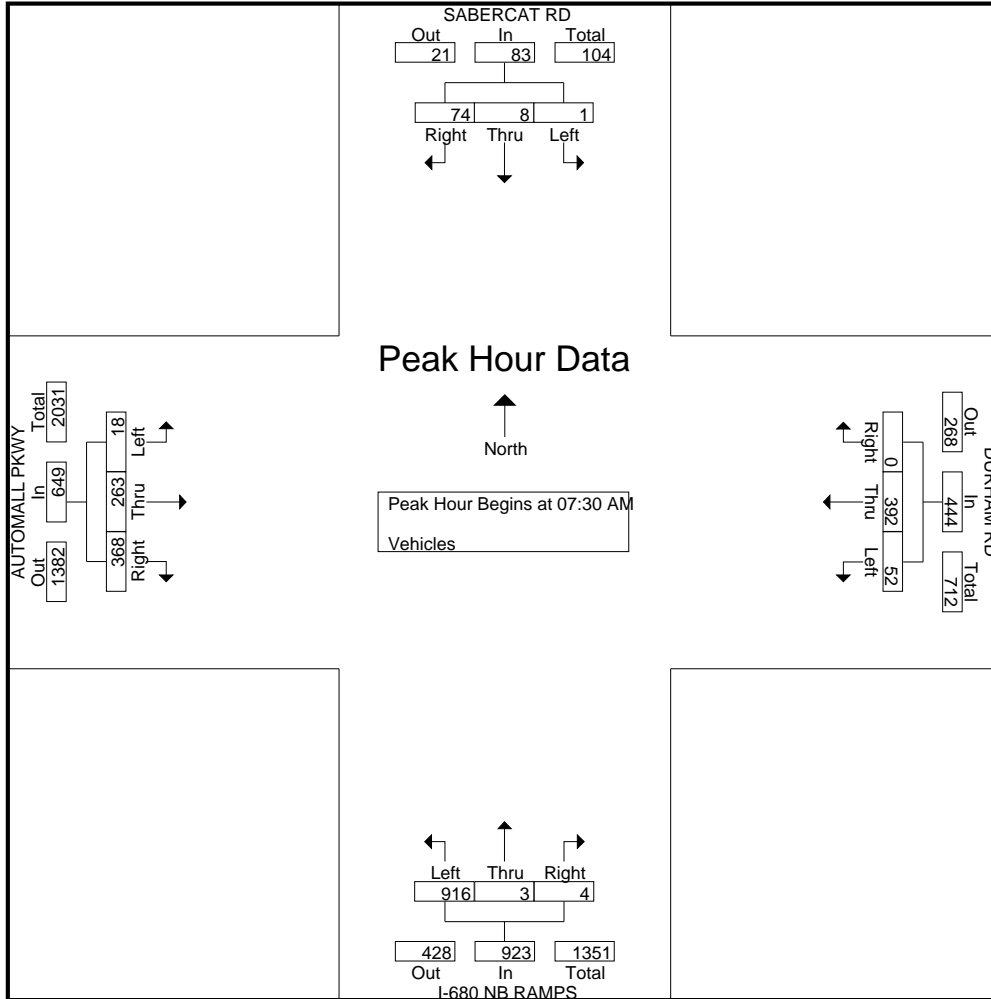 SABERCAT RD
Out In Total
21 83 104
74 8 1
Right Thru Left
Peak Hour Data
North
Peak Hour Begins at 07:30 AM
Vehicles
AUTOMALL PKWY
Total In Out
2031 649 1382
18 263 368
Left Thru Right
DURHAM RD
Out In Total
268 444 712
0 392 52
Right Thru Left
Left Thru Right
916 3 4
428 923 1351
Out In Total
I-680 NB RAMPS